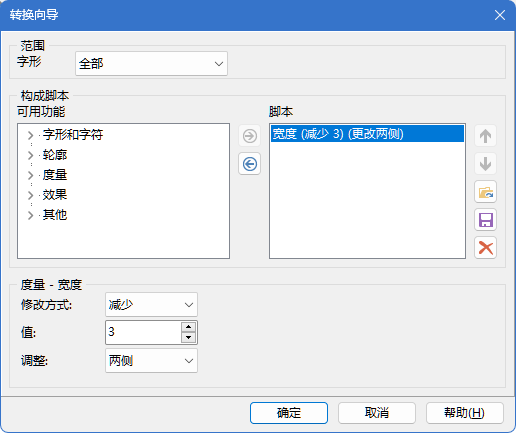 转换向导
范围
字形
全部
构成脚本
可用功能
字形和字符
轮廓
度量
效果
其他
脚本
宽度 (减少 3) (更改两侧)
度量 - 宽度
修改方式:
减少
值:
3
调整:
两侧
确定
取消
帮助(H)